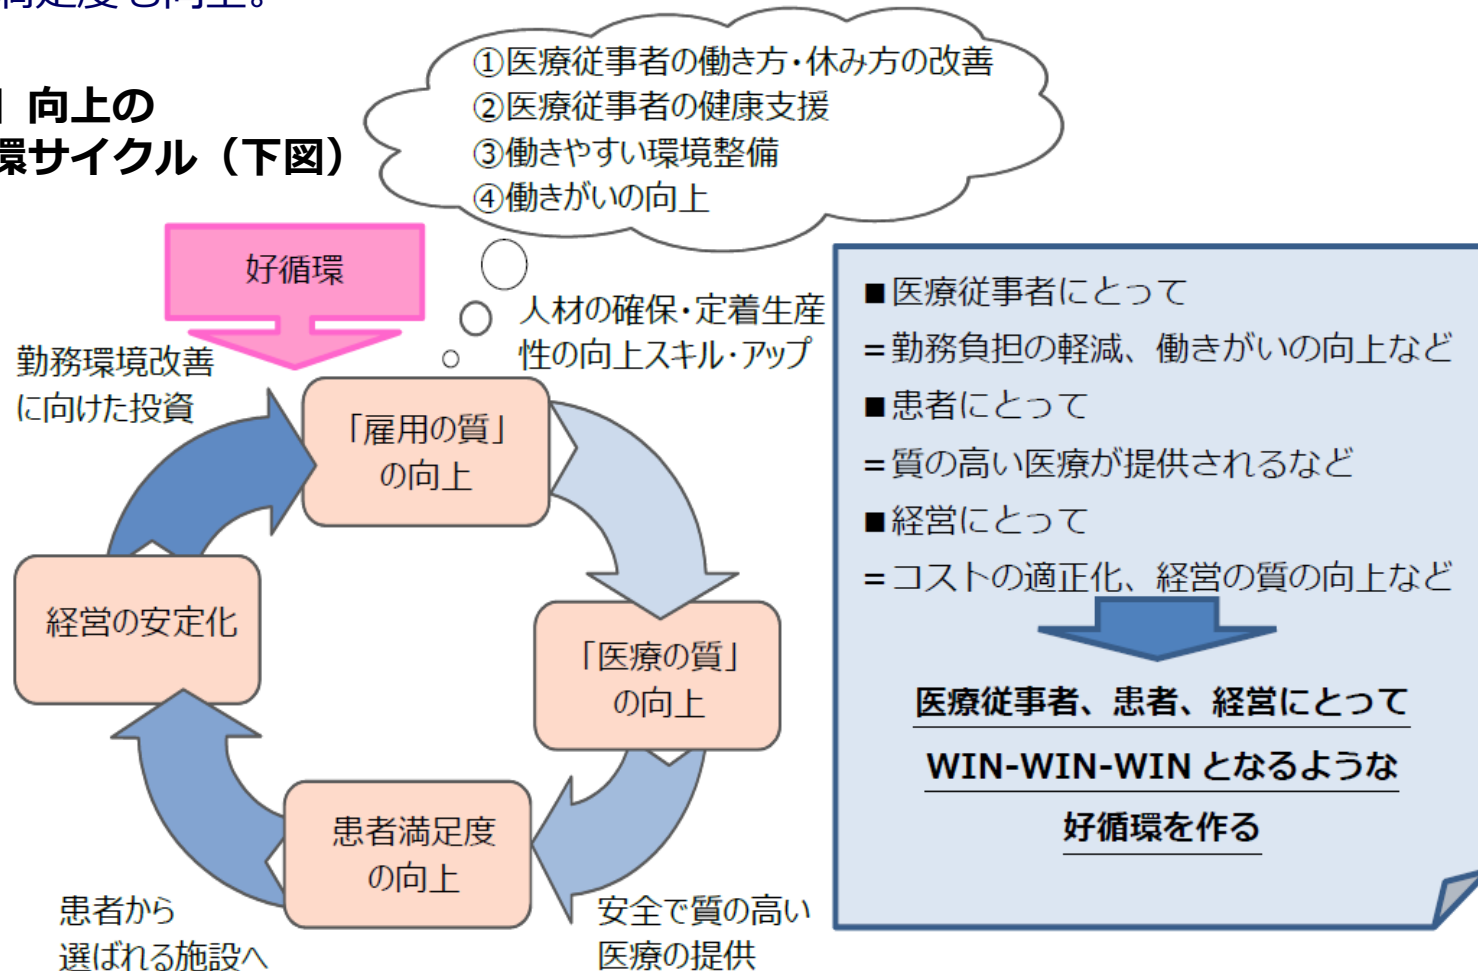 満足度も向上。
向上の
環サイクル（下図）
①医療従事者の働き方・休み方の改善
②医療従事者の健康支援
③働きやすい環境整備
④働きがいの向上
好循環
人材の確保・定着生産
性の向上スキル・アップ
勤務環境改善
に向けた投資
「雇用の質」
の向上
経営の安定化
「医療の質」
の向上
患者満足度
の向上
患者から
選ばれる施設へ
安全で質の高い
医療の提供
■医療従事者にとって
＝勤務負担の軽減、働きがいの向上など
■患者にとって
＝質の高い医療が提供されるなど
■経営にとって
＝コストの適正化、経営の質の向上など
医療従事者、患者、経営にとって
WIN-WIN-WIN となるような
好循環を作る